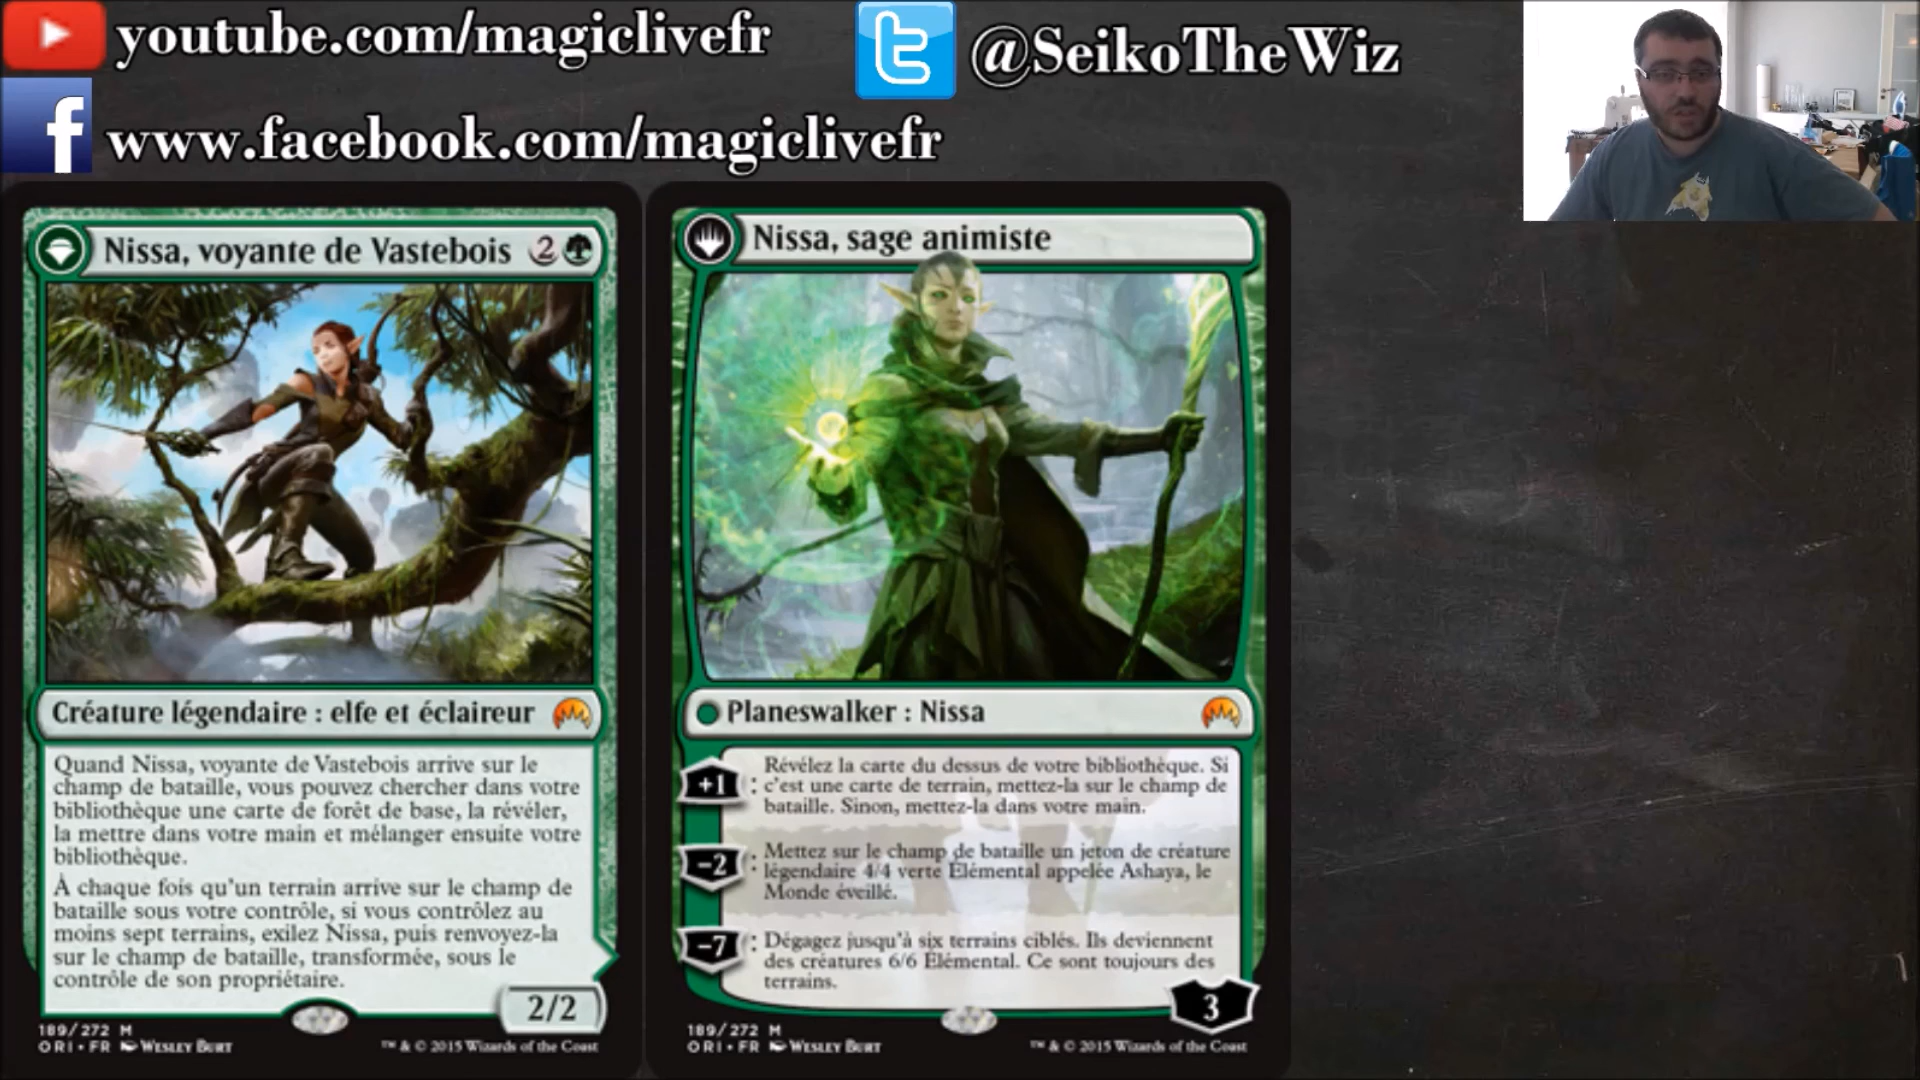 youtube.com/magiclivefr
@SeikoTheWiz
www.facebook.com/magiclivefr
Nissa, voyante de Vastebois 2
Créature légendaire : elfe et éclaireur
Quand Nissa, voyante de Vastebois arrive sur le
champ de bataille, vous pouvez chercher dans votre
bibliothèque une carte de forêt de base, la révéler,
la mettre dans votre main et mélanger ensuite votre
bibliothèque.
À chaque fois qu'un terrain arrive sur le champ de
bataille sous votre contrôle, si vous contrôlez au
moins sept terrains, exilez Nissa, puis renvoyez-la
sur le champ de bataille, transformée, sous le
contrôle de son propriétaire.
2/2
189/272 M
ORI • FR Wesley Burt
™ & © 2015 Wizards of the Coast
Nissa, sage animiste
Planeswalker : Nissa
+1 : Révélez la carte du dessus de votre bibliothèque. Si
c'est une carte de terrain, mettez-la sur le champ de
bataille. Sinon, mettez-la dans votre main.
-2 : Mettez sur le champ de bataille un jeton de créature
légendaire 4/4 verte Élémental appelée Ashaya, le
Monde éveillé.
-7 : Dégagez jusqu'à six terrains ciblés. Ils deviennent
des créatures 6/6 Élémental. Ce sont toujours des
terrains.
3
189/272 M
ORI • FR Wesley Burt
™ & © 2015 Wizards of the Coast